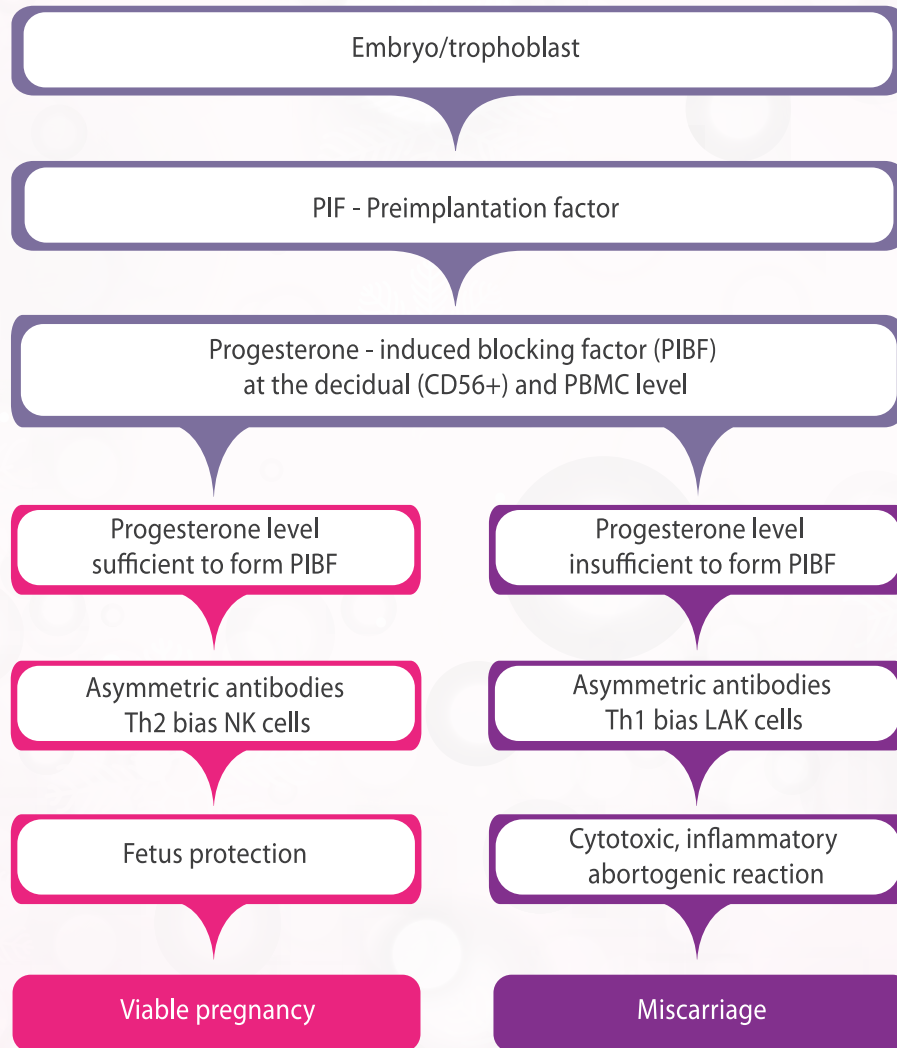 Embryo/trophoblast
PIF - Preimplantation factor
Progesterone - induced blocking factor (PIBF)
at the decidual (CD56+) and PBMC level
Progesterone level
sufficient to form PIBF
Progesterone level
insufficient to form PIBF
Asymmetric antibodies
Th2 bias NK cells
Asymmetric antibodies
Th1 bias LAK cells
Fetus protection
Cytotoxic, inflammatory
abortogenic reaction
Viable pregnancy
Miscarriage